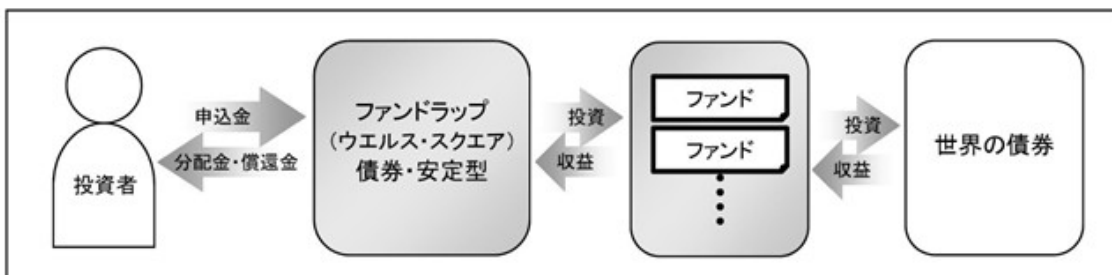 投資者
申込金
分配金・償還金
ファンドラップ
(ウエルス・スクエア)
債券・安定型
投資
収益
ファンド
ファンド
投資
収益
世界の債券